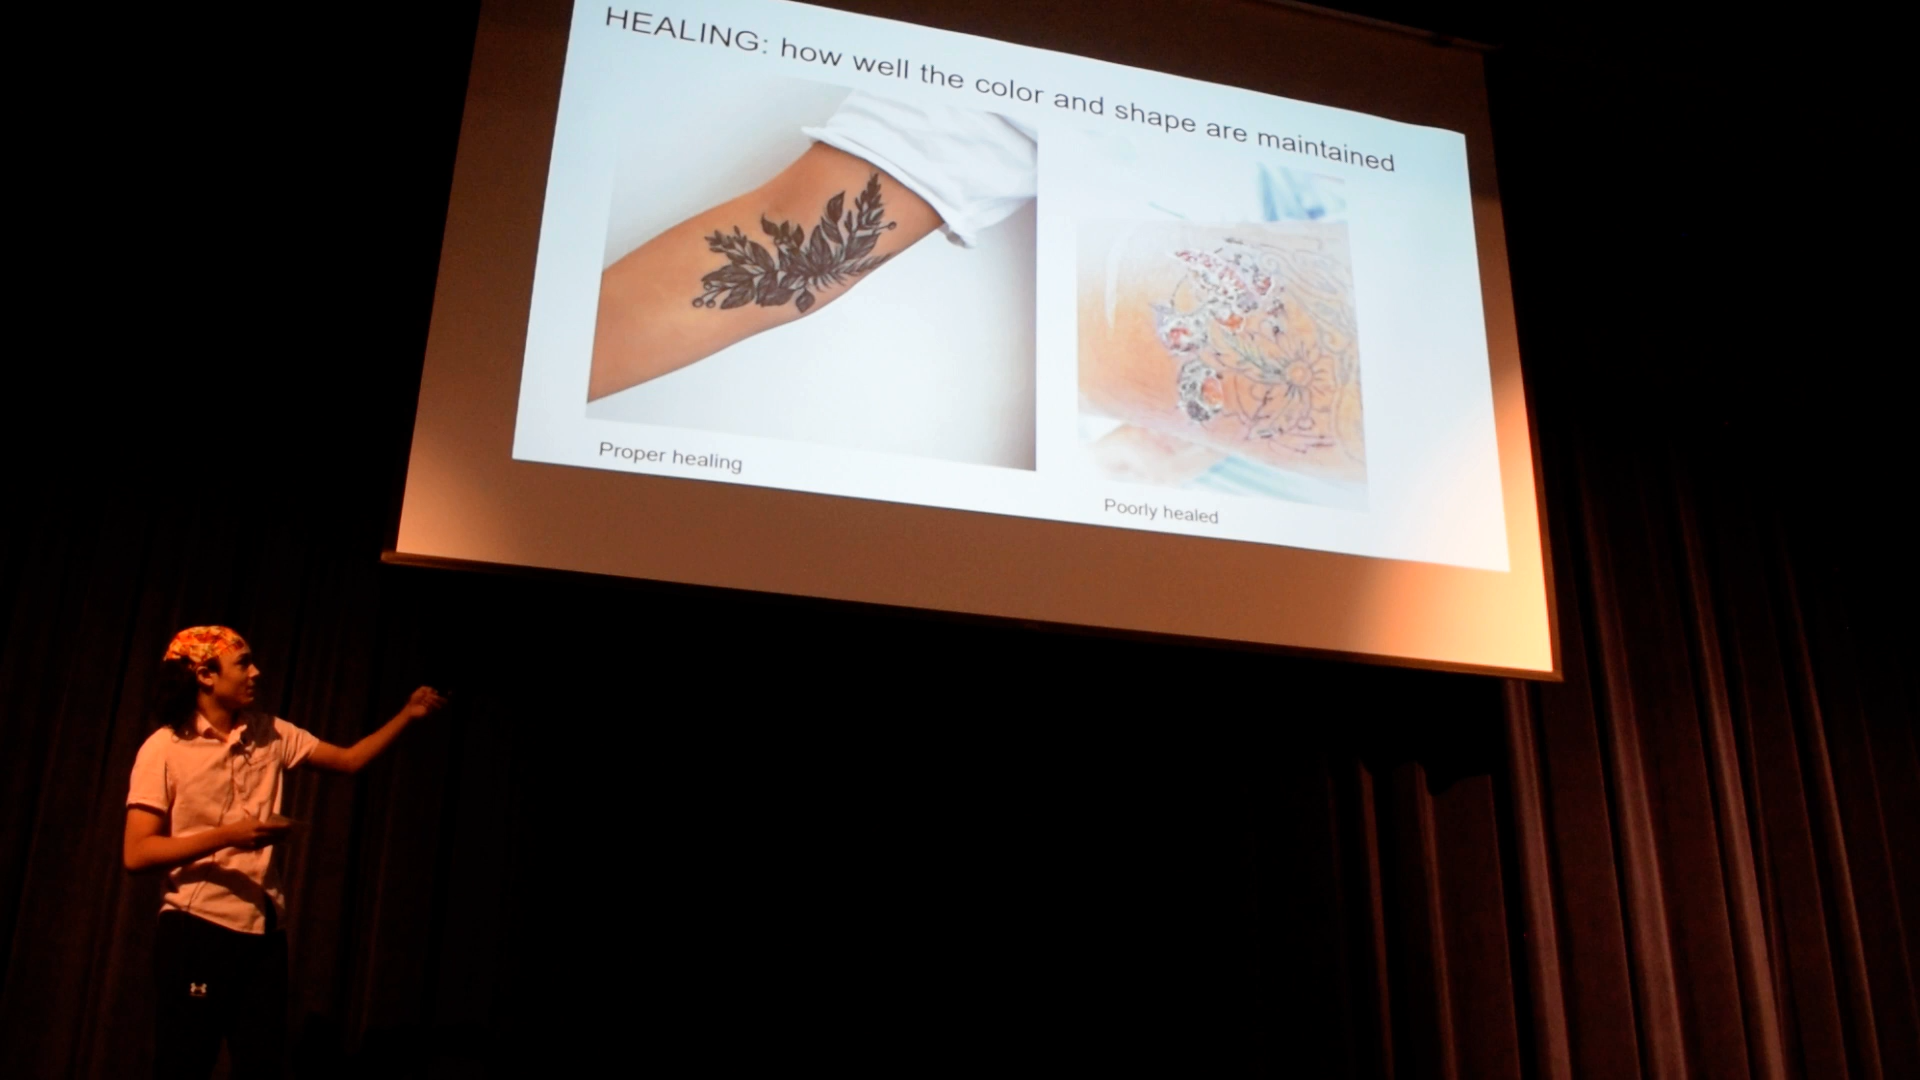 HEALING: how well the color and shape are maintained
Proper healing
Poorly healed